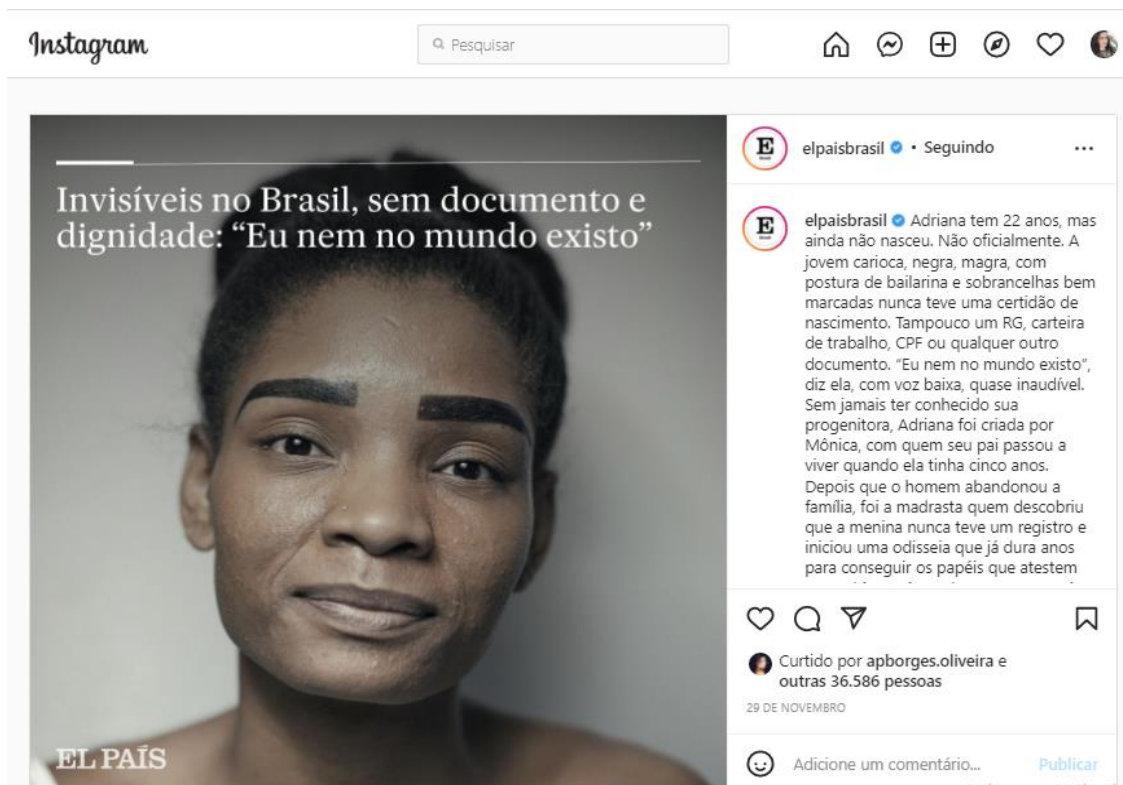 Instagram
Pesquisar
Invisíveis no Brasil, sem documento e
dignidade: “Eu nem no mundo existo”
EL PAÍS
E
elpaisbrasil • Seguindo
E
elpaisbrasil Adriana tem 22 anos, mas
ainda não nasceu. Não oficialmente. A
jovem carioca, negra, magra, com
postura de bailarina e sobrancelhas bem
marcadas nunca teve uma certidão de
nascimento. Tampouco um RG, carteira
de trabalho, CPF ou qualquer outro
documento. “Eu nem no mundo existo”,
diz ela, com voz baixa, quase inaudível.
Sem jamais ter conhecido sua
progenitora, Adriana foi criada por
Mônica, com quem seu pai passou a
viver quando ela tinha cinco anos.
Depois que o homem abandonou a
família, foi a madrasta quem descobriu
que a menina nunca teve um registro e
iniciou uma odisseia que já dura anos
para conseguir os papéis que atestem
Curtido por apborges.oliveira e
outras 36.586 pessoas
29 DE NOVEMBRO
Adicione um comentário... Publicar